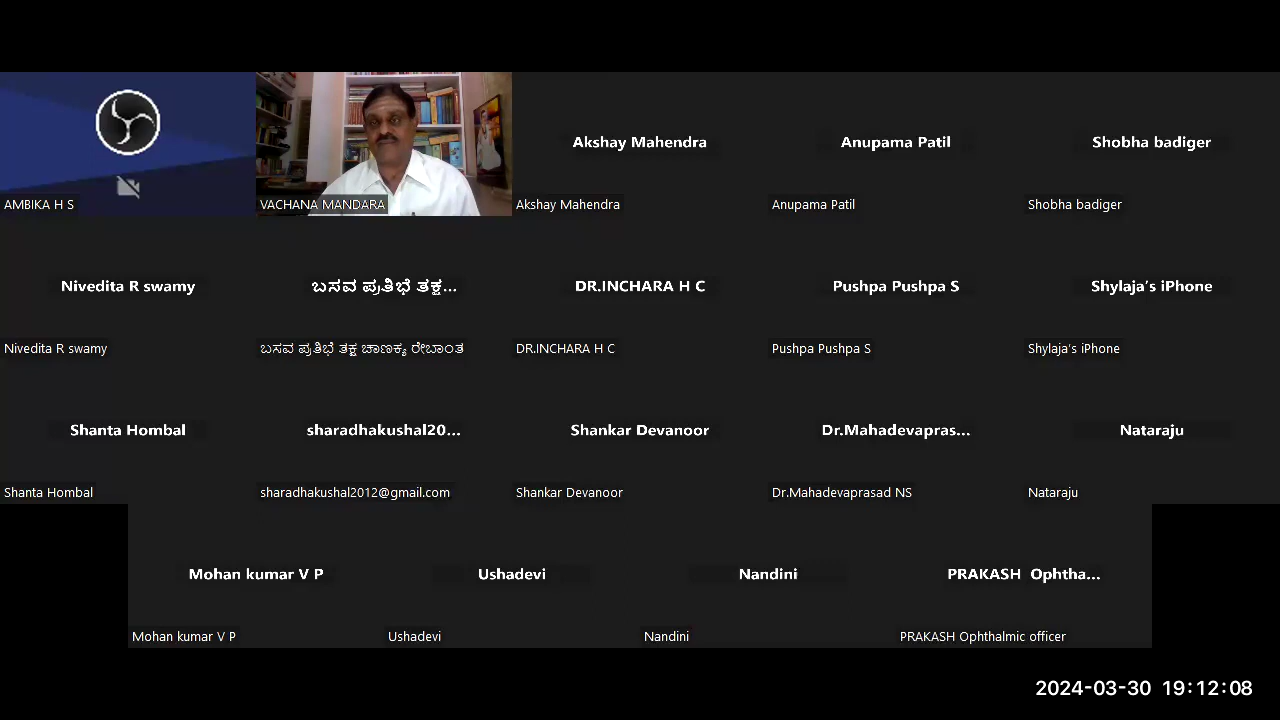 AMBIKA H S
VACHANA MANDARA
Akshay Mahendra
Akshay Mahendra
Anupama Patil
Anupama Patil
Shobha badiger
Shobha badiger
Nivedita R swamy
Nivedita R swamy
ಬಸವ ಪ್ರತಿಭೆ ತಕ್ಷ...
ಬಸವ ಪ್ರತಿಭೆ ತಕ್ಷ ಚಾಣಕ್ಯ ರೇಬಾಂತ
DR.INCHARA H C
DR.INCHARA H C
Pushpa Pushpa S
Pushpa Pushpa S
Shylaja's iPhone
Shylaja's iPhone
Shanta Hombal
Shanta Hombal
sharadhakushal20...
sharadhakushal2012@gmail.com
Shankar Devanoor
Shankar Devanoor
Dr.Mahadevapras...
Dr.Mahadevaprasad NS
Nataraju
Nataraju
Mohan kumar V P
Mohan kumar V P
Ushadevi
Ushadevi
Nandini
Nandini
PRAKASH Ophtha...
PRAKASH Ophthalmic officer
2024-03-30 19:12:08